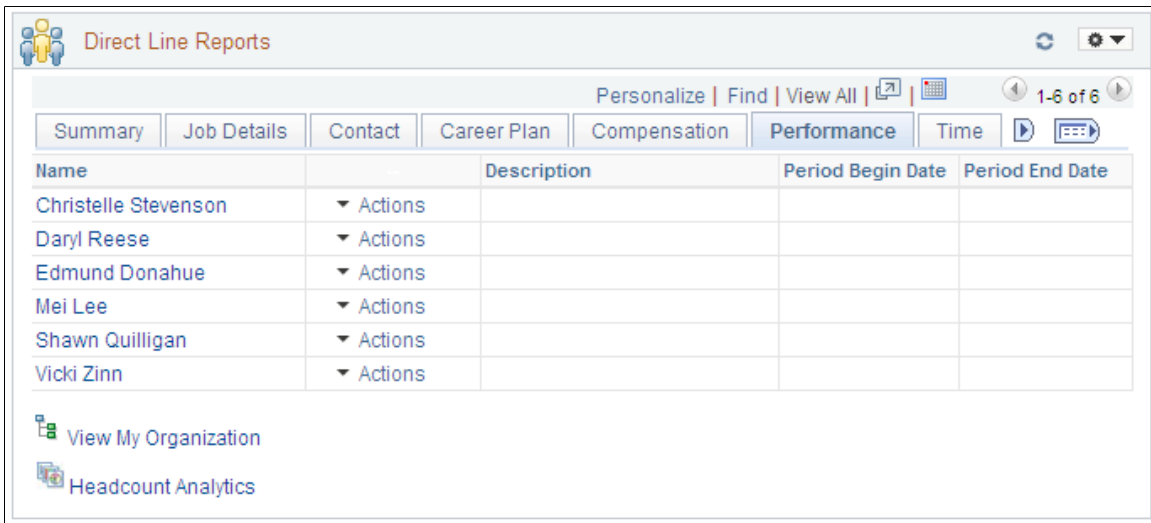 Direct Line Reports
Personalize | Find | View All | | 1-6 of 6
Summary Job Details Contact Career Plan Compensation Performance Time
Name Description Period Begin Date Period End Date
Christelle Stevenson Actions
Daryl Reese Actions
Edmund Donahue Actions
Mei Lee Actions
Shawn Quilligan Actions
Vicki Zinn Actions
View My Organization
Headcount Analytics